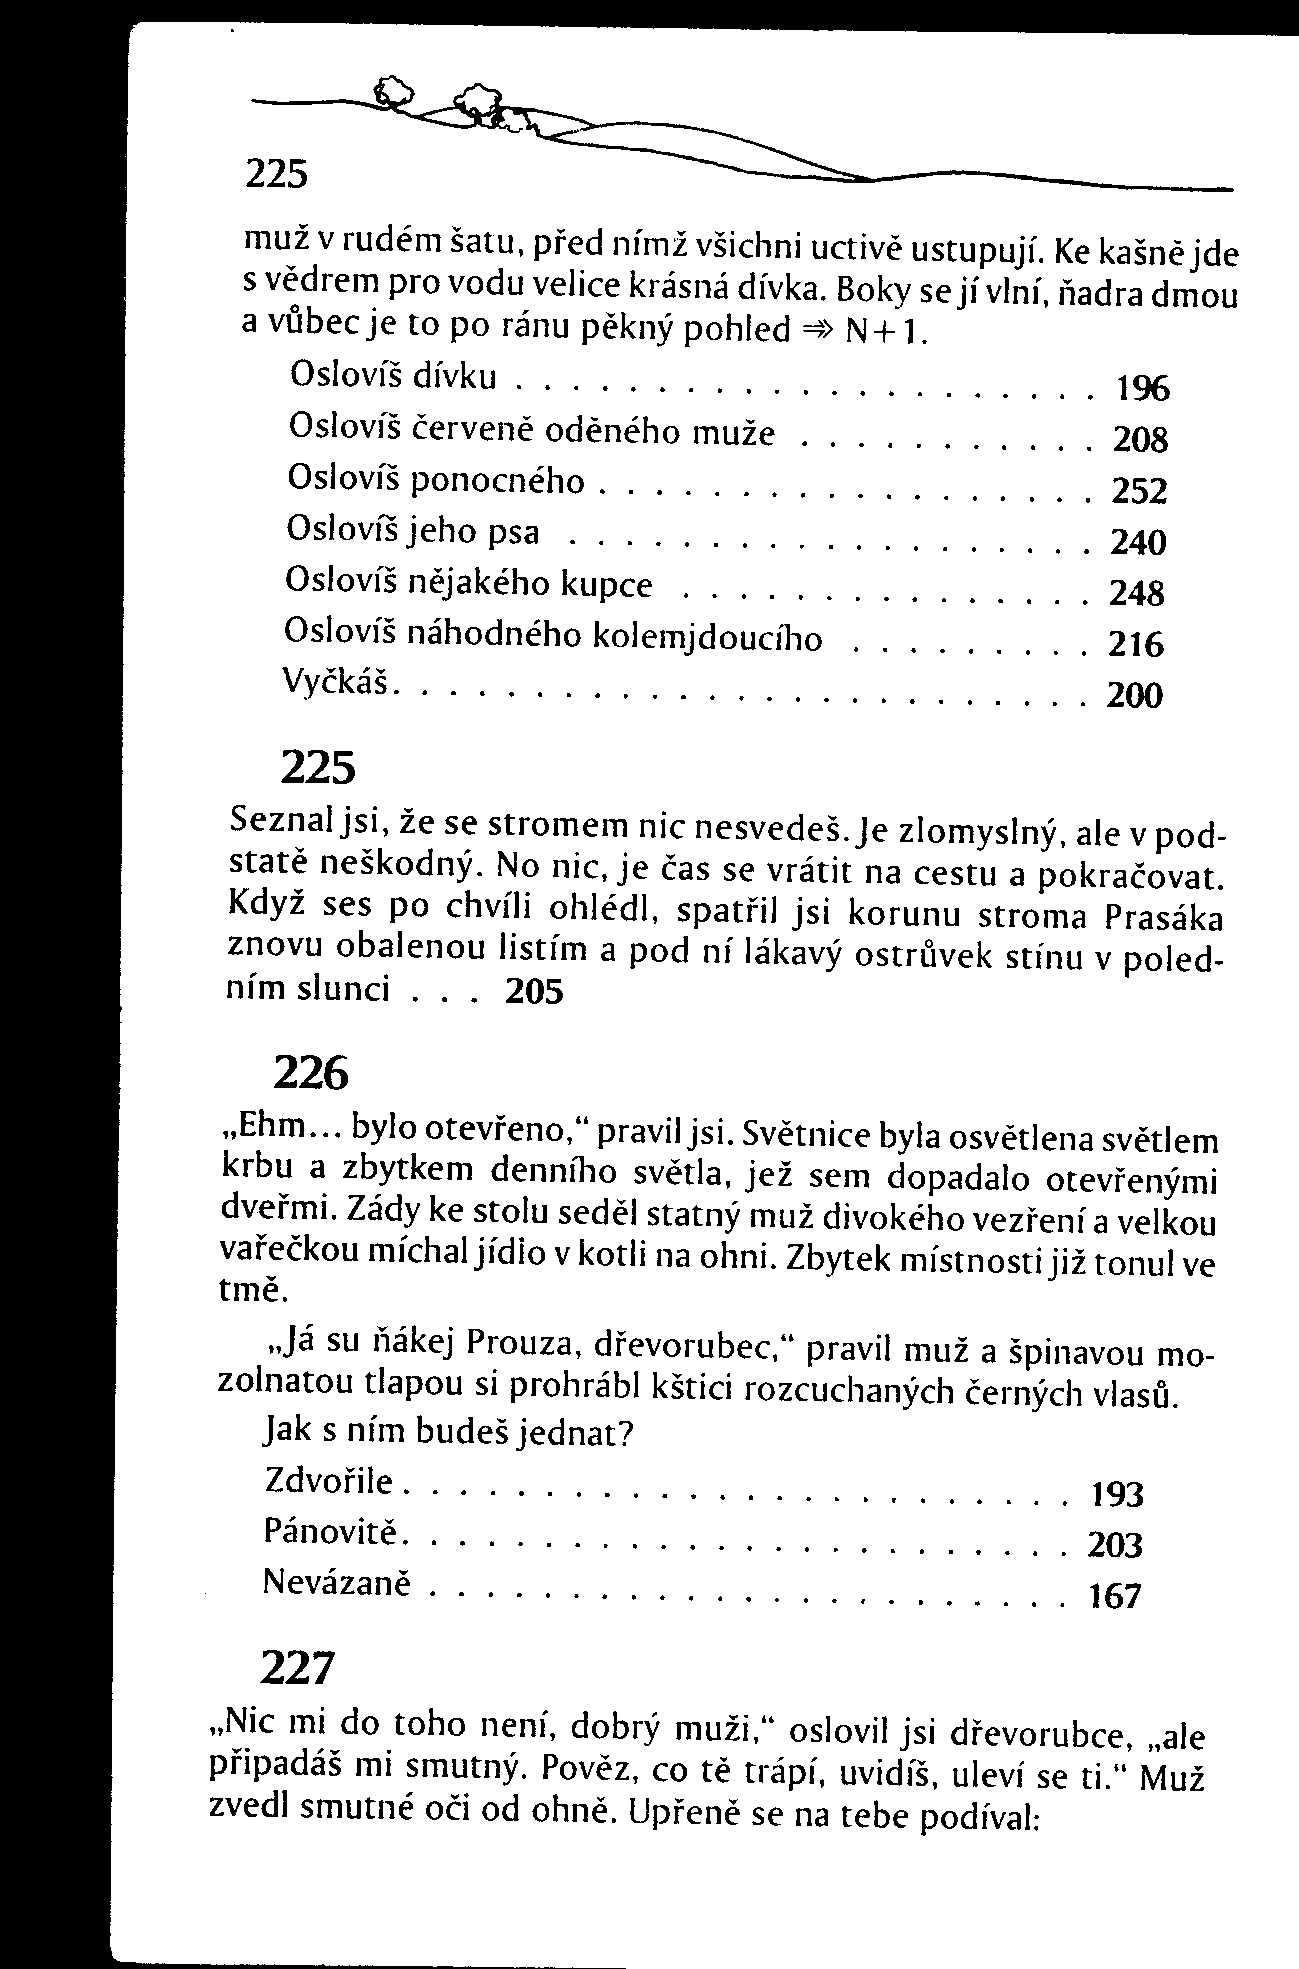 225
muž v rudém šatu, před nímž všichni uctivě ustupují. Ke kašně jde
s vědrem pro vodu velice krásná dívka. Boky se jí vlní, ňadra dmou
a vůbec je to po ránu pěkný pohled ⇒ N+1.
Oslovíš dívku . . . . . . . . . . . . . . . . . . . . . 196
Oslovíš červeně oděného muže . . . . . . . . . . . 208
Oslovíš ponocného . . . . . . . . . . . . . . . . . . 252
Oslovíš jeho psa . . . . . . . . . . . . . . . . . . . 240
Oslovíš nějakého kupce . . . . . . . . . . . . . . . 248
Oslovíš náhodného kolemjdoucího . . . . . . . . . 216
Vyčkáš. . . . . . . . . . . . . . . . . . . . . . . . . 200
225
Seznal jsi, že se stromem nic nesvedeš. Je zlomyslný, ale v pod-
statě neškodný. No nic, je čas se vrátit na cestu a pokračovat.
Když ses po chvíli ohlédl, spatřil jsi korunu stroma Prasáka
znovu obalenou listím a pod ní lákavý ostrůvek stínu v poled-
ním slunci . . . 205
226
„Ehm... bylo otevřeno,“ pravil jsi. Světnice byla osvětlena světlem
krbu a zbytkem denního světla, jež sem dopadalo otevřenými
dveřmi. Zády ke stolu seděl statný muž divokého vezření a velkou
vařečkou míchal jídlo v kotli na ohni. Zbytek místnosti již tonul ve
tmě.
„Já su ňákej Prouza, dřevorubec,“ pravil muž a špinavou mo-
zolnatou tlapou si prohrábl kštici rozcuchaných černých vlasů.
Jak s ním budeš jednat?
Zdvořile . . . . . . . . . . . . . . . . . . . . . . . . 193
Pánovitě. . . . . . . . . . . . . . . . . . . . . . . . 203
Nevázaně . . . . . . . . . . . . . . . . . . . . . . . 167
227
„Nic mi do toho není, dobrý muži,“ oslovil jsi dřevorubce, „ale
připadáš mi smutný. Pověz, co tě trápí, uvidíš, uleví se ti.“ Muž
zvedl smutné oči od ohně. Upřeně se na tebe podíval: